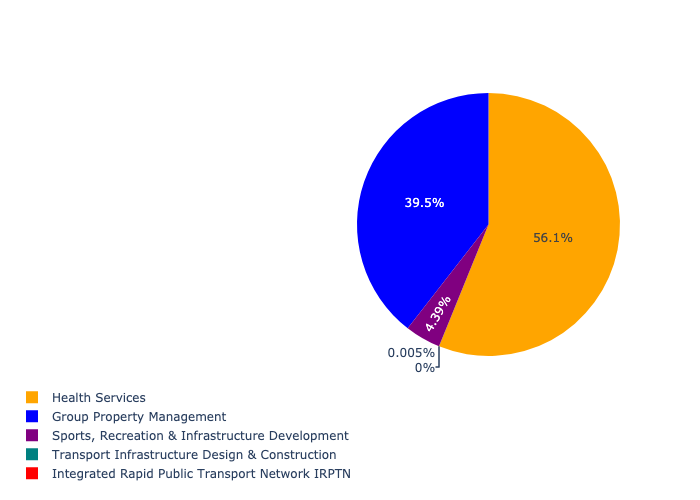 39.5%
56.1%
4.39%
0.005%
0%
Health Services
Group Property Management
Sports, Recreation & Infrastructure Development
Transport Infrastructure Design & Construction
Integrated Rapid Public Transport Network IRPTN